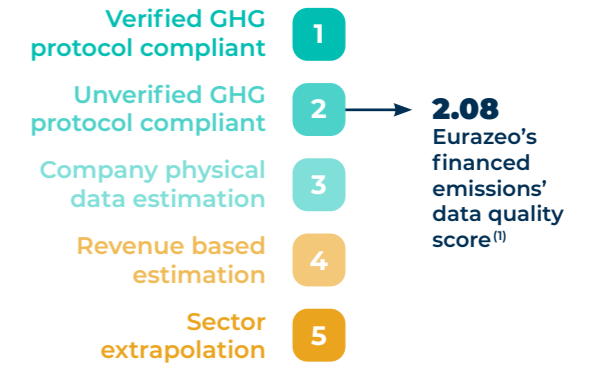 Verified GHG
protocol compliant
1
Unverified GHG
protocol compliant
2
2.08
Eurazeo’s
financed
emissions’
data quality
score(1)
Company physical
data estimation
3
Revenue based
estimation
4
Sector
extrapolation
5